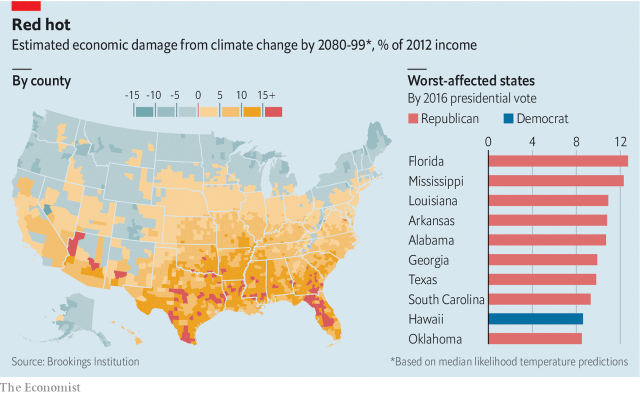 Red hot
Estimated economic damage from climate change by 2080-99*, % of 2012 income
By county
-15 -10 -5 0 5 10 15+
Worst-affected states
By 2016 presidential vote
Republican Democrat
0 4 8 12
Florida
Mississippi
Louisiana
Arkansas
Alabama
Georgia
Texas
South Carolina
Hawaii
Oklahoma
Source: Brookings Institution
*Based on median likelihood temperature predictions
The Economist